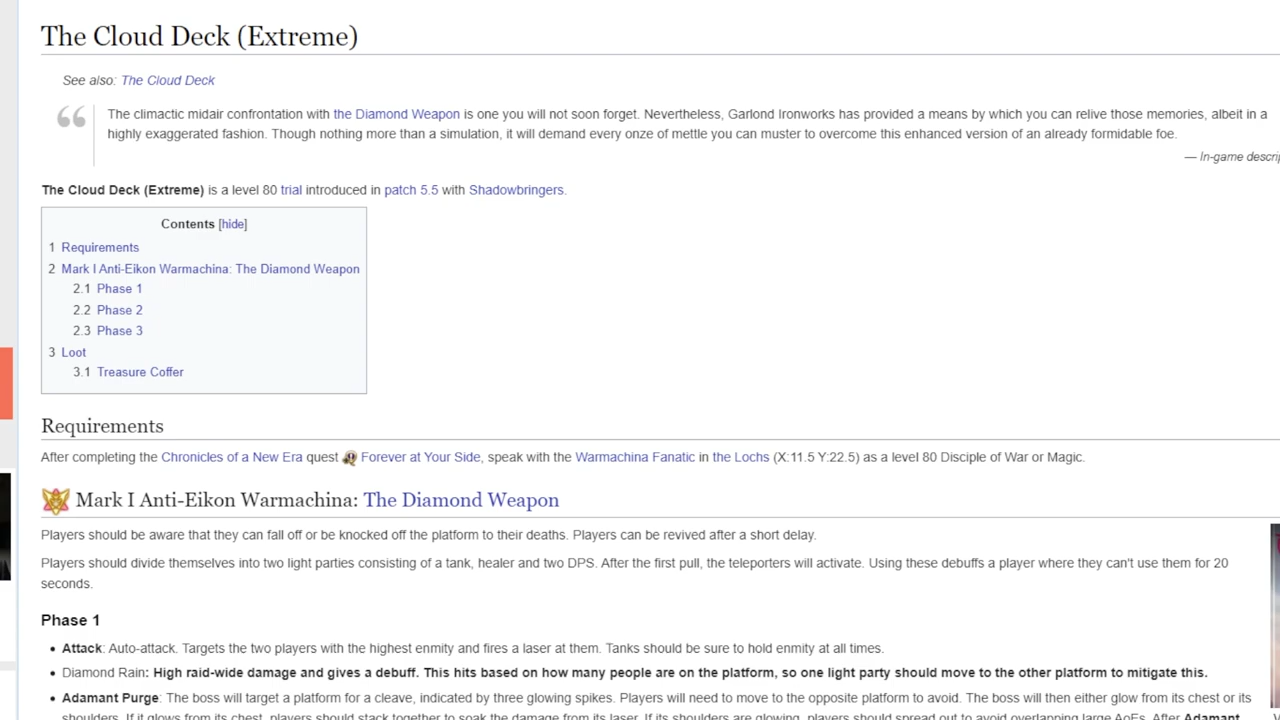 The Cloud Deck (Extreme)
See also: The Cloud Deck
The climactic midair confrontation with the Diamond Weapon is one you will not soon forget. Nevertheless, Garlond Ironworks has provided a means by which you can relive those memories, albeit in a
highly exaggerated fashion. Though nothing more than a simulation, it will demand every onze of mettle you can muster to overcome this enhanced version of an already formidable foe.
— In-game descrip
The Cloud Deck (Extreme) is a level 80 trial introduced in patch 5.5 with Shadowbringers.
Contents [hide]
1 Requirements
2 Mark I Anti-Eikon Warmachina: The Diamond Weapon
2.1 Phase 1
2.2 Phase 2
2.3 Phase 3
3 Loot
3.1 Treasure Coffer
Requirements
After completing the Chronicles of a New Era quest Forever at Your Side, speak with the Warmachina Fanatic in the Lochs (X:11.5 Y:22.5) as a level 80 Disciple of War or Magic.
Mark I Anti-Eikon Warmachina: The Diamond Weapon
Players should be aware that they can fall off or be knocked off the platform to their deaths. Players can be revived after a short delay.
Players should divide themselves into two light parties consisting of a tank, healer and two DPS. After the first pull, the teleporters will activate. Using these debuffs a player where they can't use them for 20
seconds.
Phase 1
• Attack: Auto-attack. Targets the two players with the highest enmity and fires a laser at them. Tanks should be sure to hold enmity at all times.
• Diamond Rain: High raid-wide damage and gives a debuff. This hits based on how many people are on the platform, so one light party should move to the other platform to mitigate this.
• Adamant Purge: The boss will target a platform for a cleave, indicated by three glowing spikes. Players will need to move to the opposite platform to avoid. The boss will then either glow from its chest or its
shoulders. If it glows from its chest, players should stack together to soak the damage from its laser. If its shoulders are glowing, players should spread out to avoid overlapping large AoEs. After Adamant